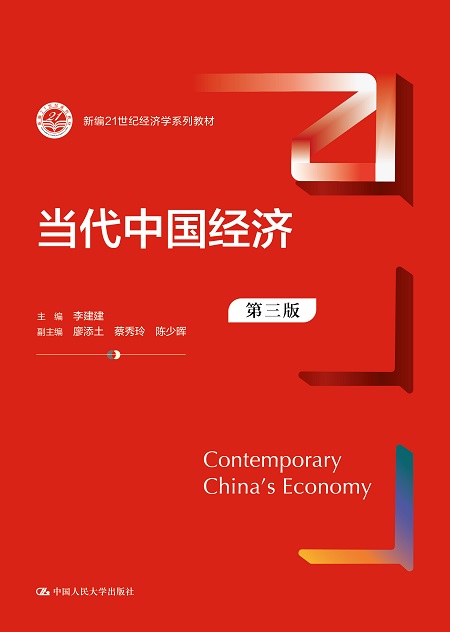 新编21世纪经济学系列教材
当代中国经济
第三版
主 编 李建建
副主编 廖添土 蔡秀玲 陈少晖
Contemporary
China's Economy
中国人民大学出版社